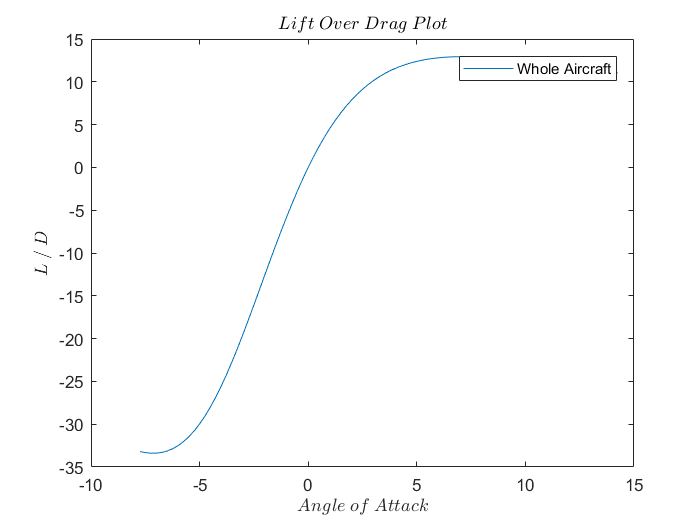 Lift Over Drag Plot
15
10
5
0
-5
-10
-15
-20
-25
-30
-35
L / D
Whole Aircraft
-10 -5 0 5 10 15
Angle of Attack